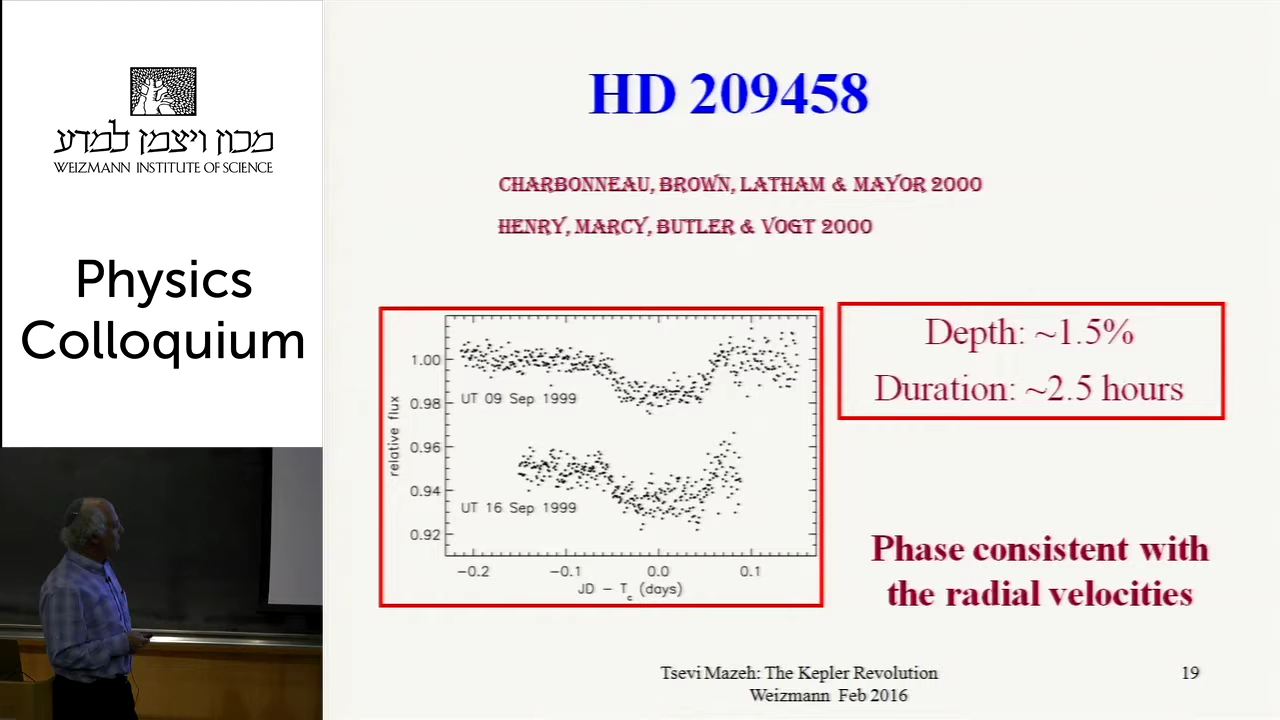 מכון ויצמן למדע
WEIZMANN INSTITUTE OF SCIENCE
Physics
Colloquium
HD 209458
CHARBONNEAU, BROWN, LATHAM & MAYOR 2000
HENRY, MARCY, BUTLER & VOGT 2000
relative flux
1.00
0.98
0.96
0.94
0.92
UT 09 Sep 1999
UT 16 Sep 1999
−0.2 −0.1 0.0 0.1
JD − Tc (days)
Depth: ~1.5%
Duration: ~2.5 hours
Phase consistent with
the radial velocities
Tsevi Mazeh: The Kepler Revolution
Weizmann Feb 2016
19